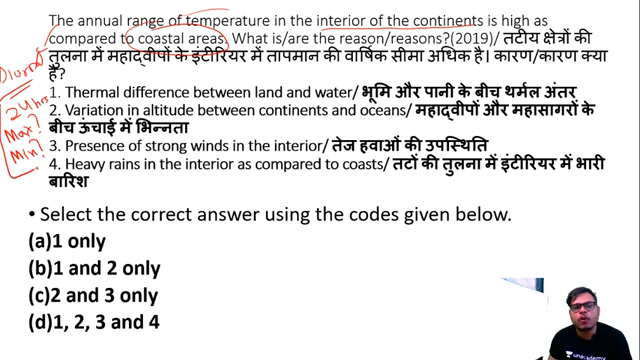 The annual range of temperature in the interior of the continents is high as
compared to coastal areas. What is/are the reason/reasons?(2019)/ तटीय क्षेत्रों की
तुलना में महाद्वीपों के इंटीरियर में तापमान की वार्षिक सीमा अधिक है। कारण/कारण क्या
है?
1. Thermal difference between land and water/ भूमि और पानी के बीच थर्मल अंतर
2. Variation in altitude between continents and oceans/ महाद्वीपों और महासागरों के
बीच ऊंचाई में भिन्नता
3. Presence of strong winds in the interior/ तेज हवाओं की उपस्थिति
4. Heavy rains in the interior as compared to coasts/ तटों की तुलना में इंटीरियर में भारी
बारिश
Diurnal
24hrs
Max?
Min?
• Select the correct answer using the codes given below.
(a)1 only
(b)1 and 2 only
(c)2 and 3 only
(d)1, 2, 3 and 4
unacademy